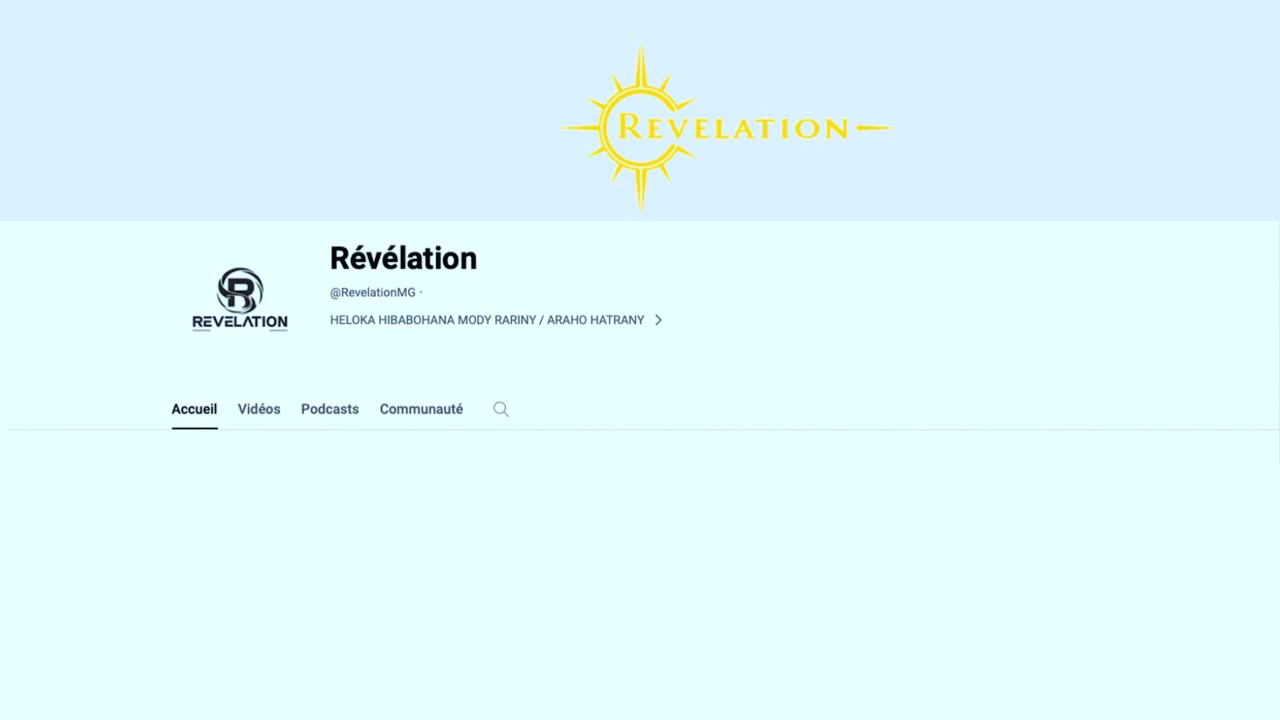 REVELATION
Révélation
@RevelationMG ·
REVELATION
HELOKA HIBABOHANA MODY RARINY / ARAHO HATRANY
Accueil Vidéos Podcasts Communauté